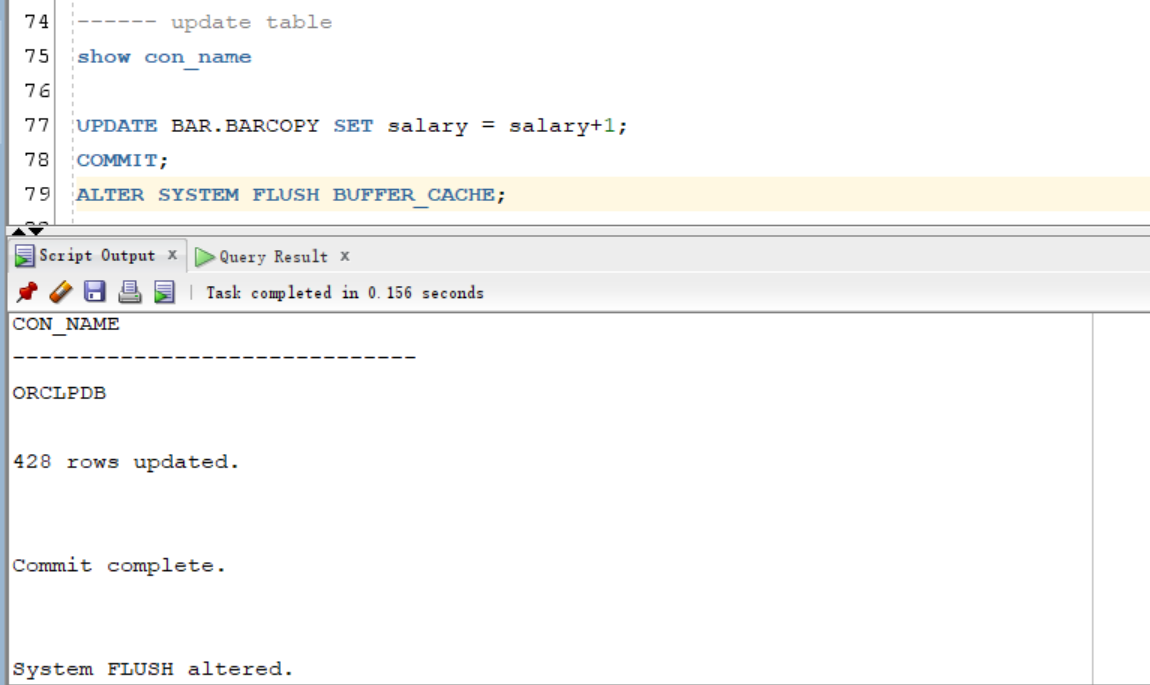 74 ------ update table
75 show con_name
76
77 UPDATE BAR.BARCOPY SET salary = salary+1;
78 COMMIT;
79 ALTER SYSTEM FLUSH BUFFER_CACHE;
Script Output x Query Result x
Task completed in 0.156 seconds
CON_NAME
------------------------------
ORCLPDB
428 rows updated.
Commit complete.
System FLUSH altered.